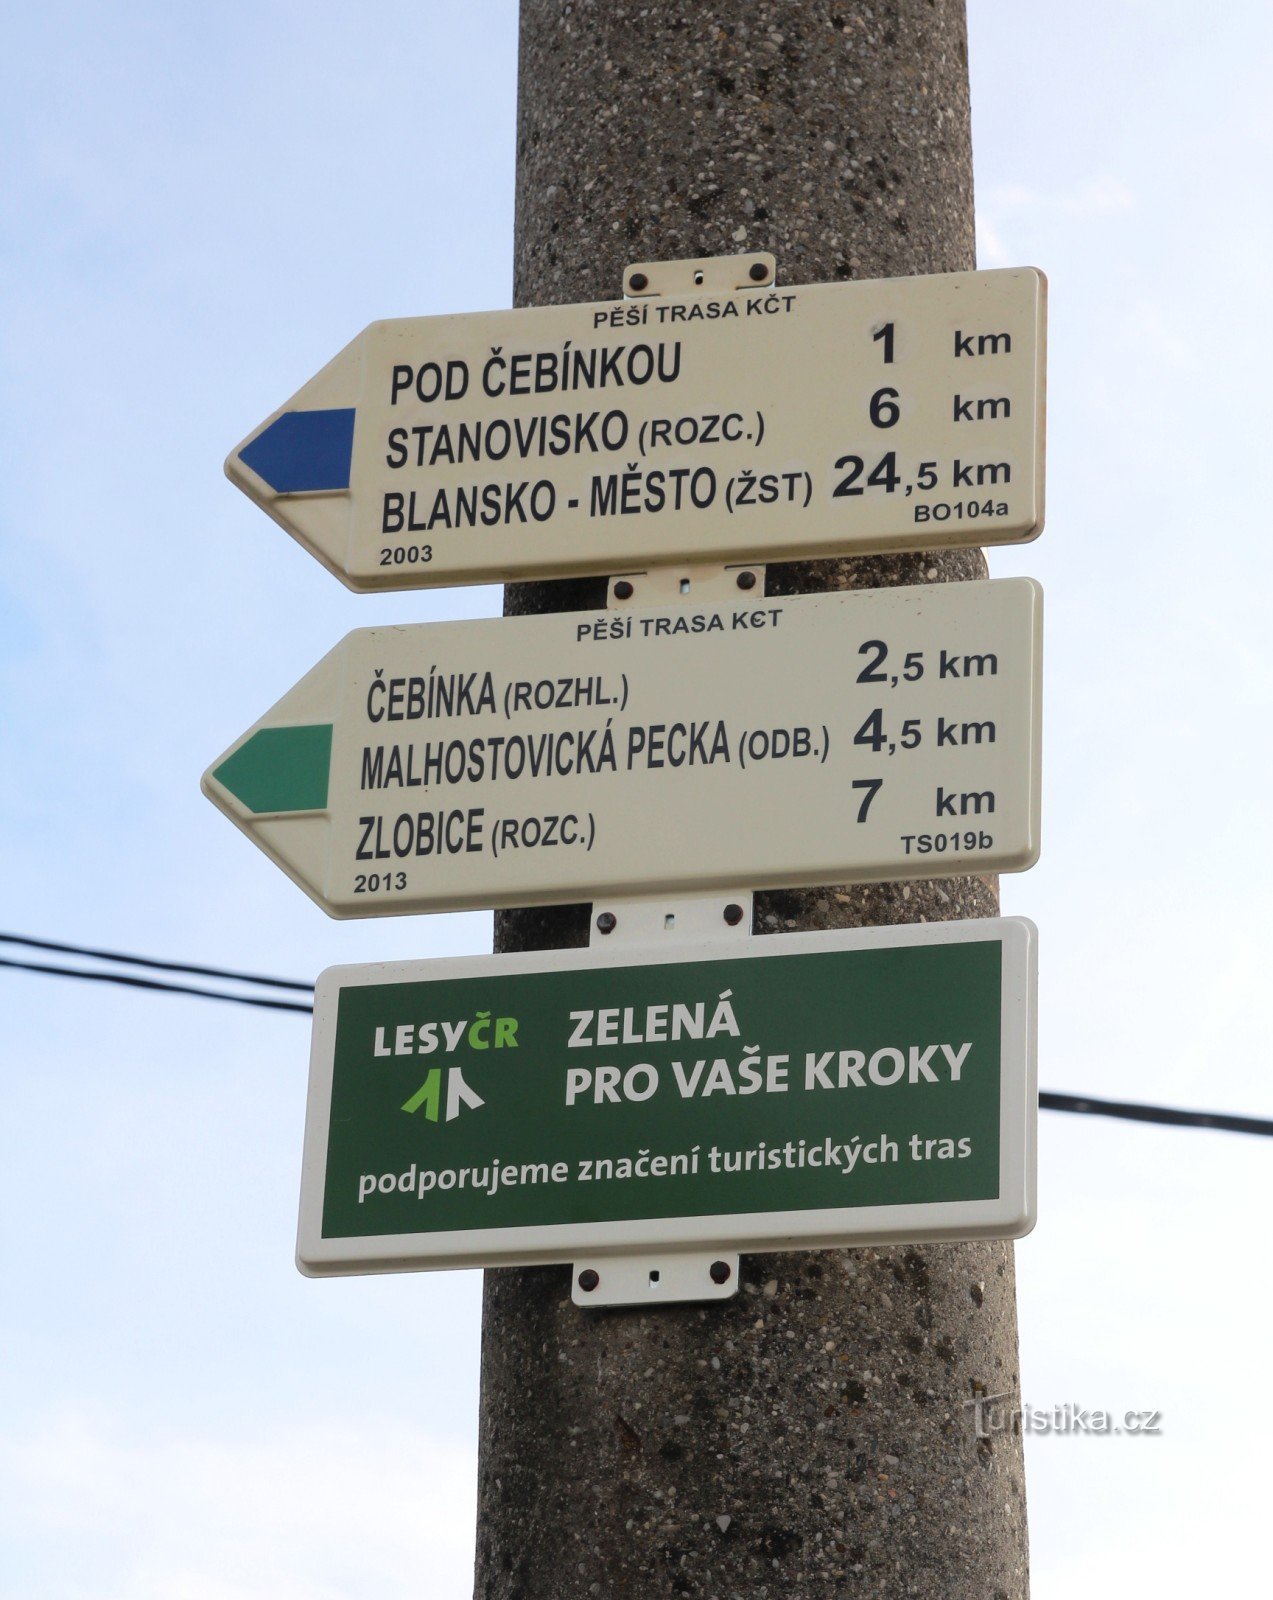 PĚŠÍ TRASA KČT
POD ČEBÍNKOU 1 km
STANOVISKO (ROZC.) 6 km
BLANSKO - MĚSTO (ŽST) 24,5 km
2003 BO104a
PĚŠÍ TRASA KČT
ČEBÍNKA (ROZHL.) 2,5 km
MALHOSTOVICKÁ PECKA (ODB.) 4,5 km
ZLOBICE (ROZC.) 7 km
2013 TS019b
LESYČR
ZELENÁ
PRO VAŠE KROKY
podporujeme značení turistických tras
Turistika.cz